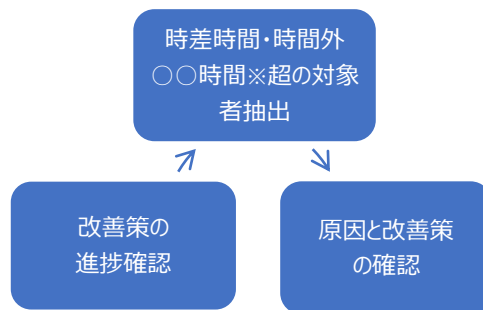 時差時間・時間外
○○時間※超の対象
者抽出
改善策の
進捗確認
原因と改善策
の確認